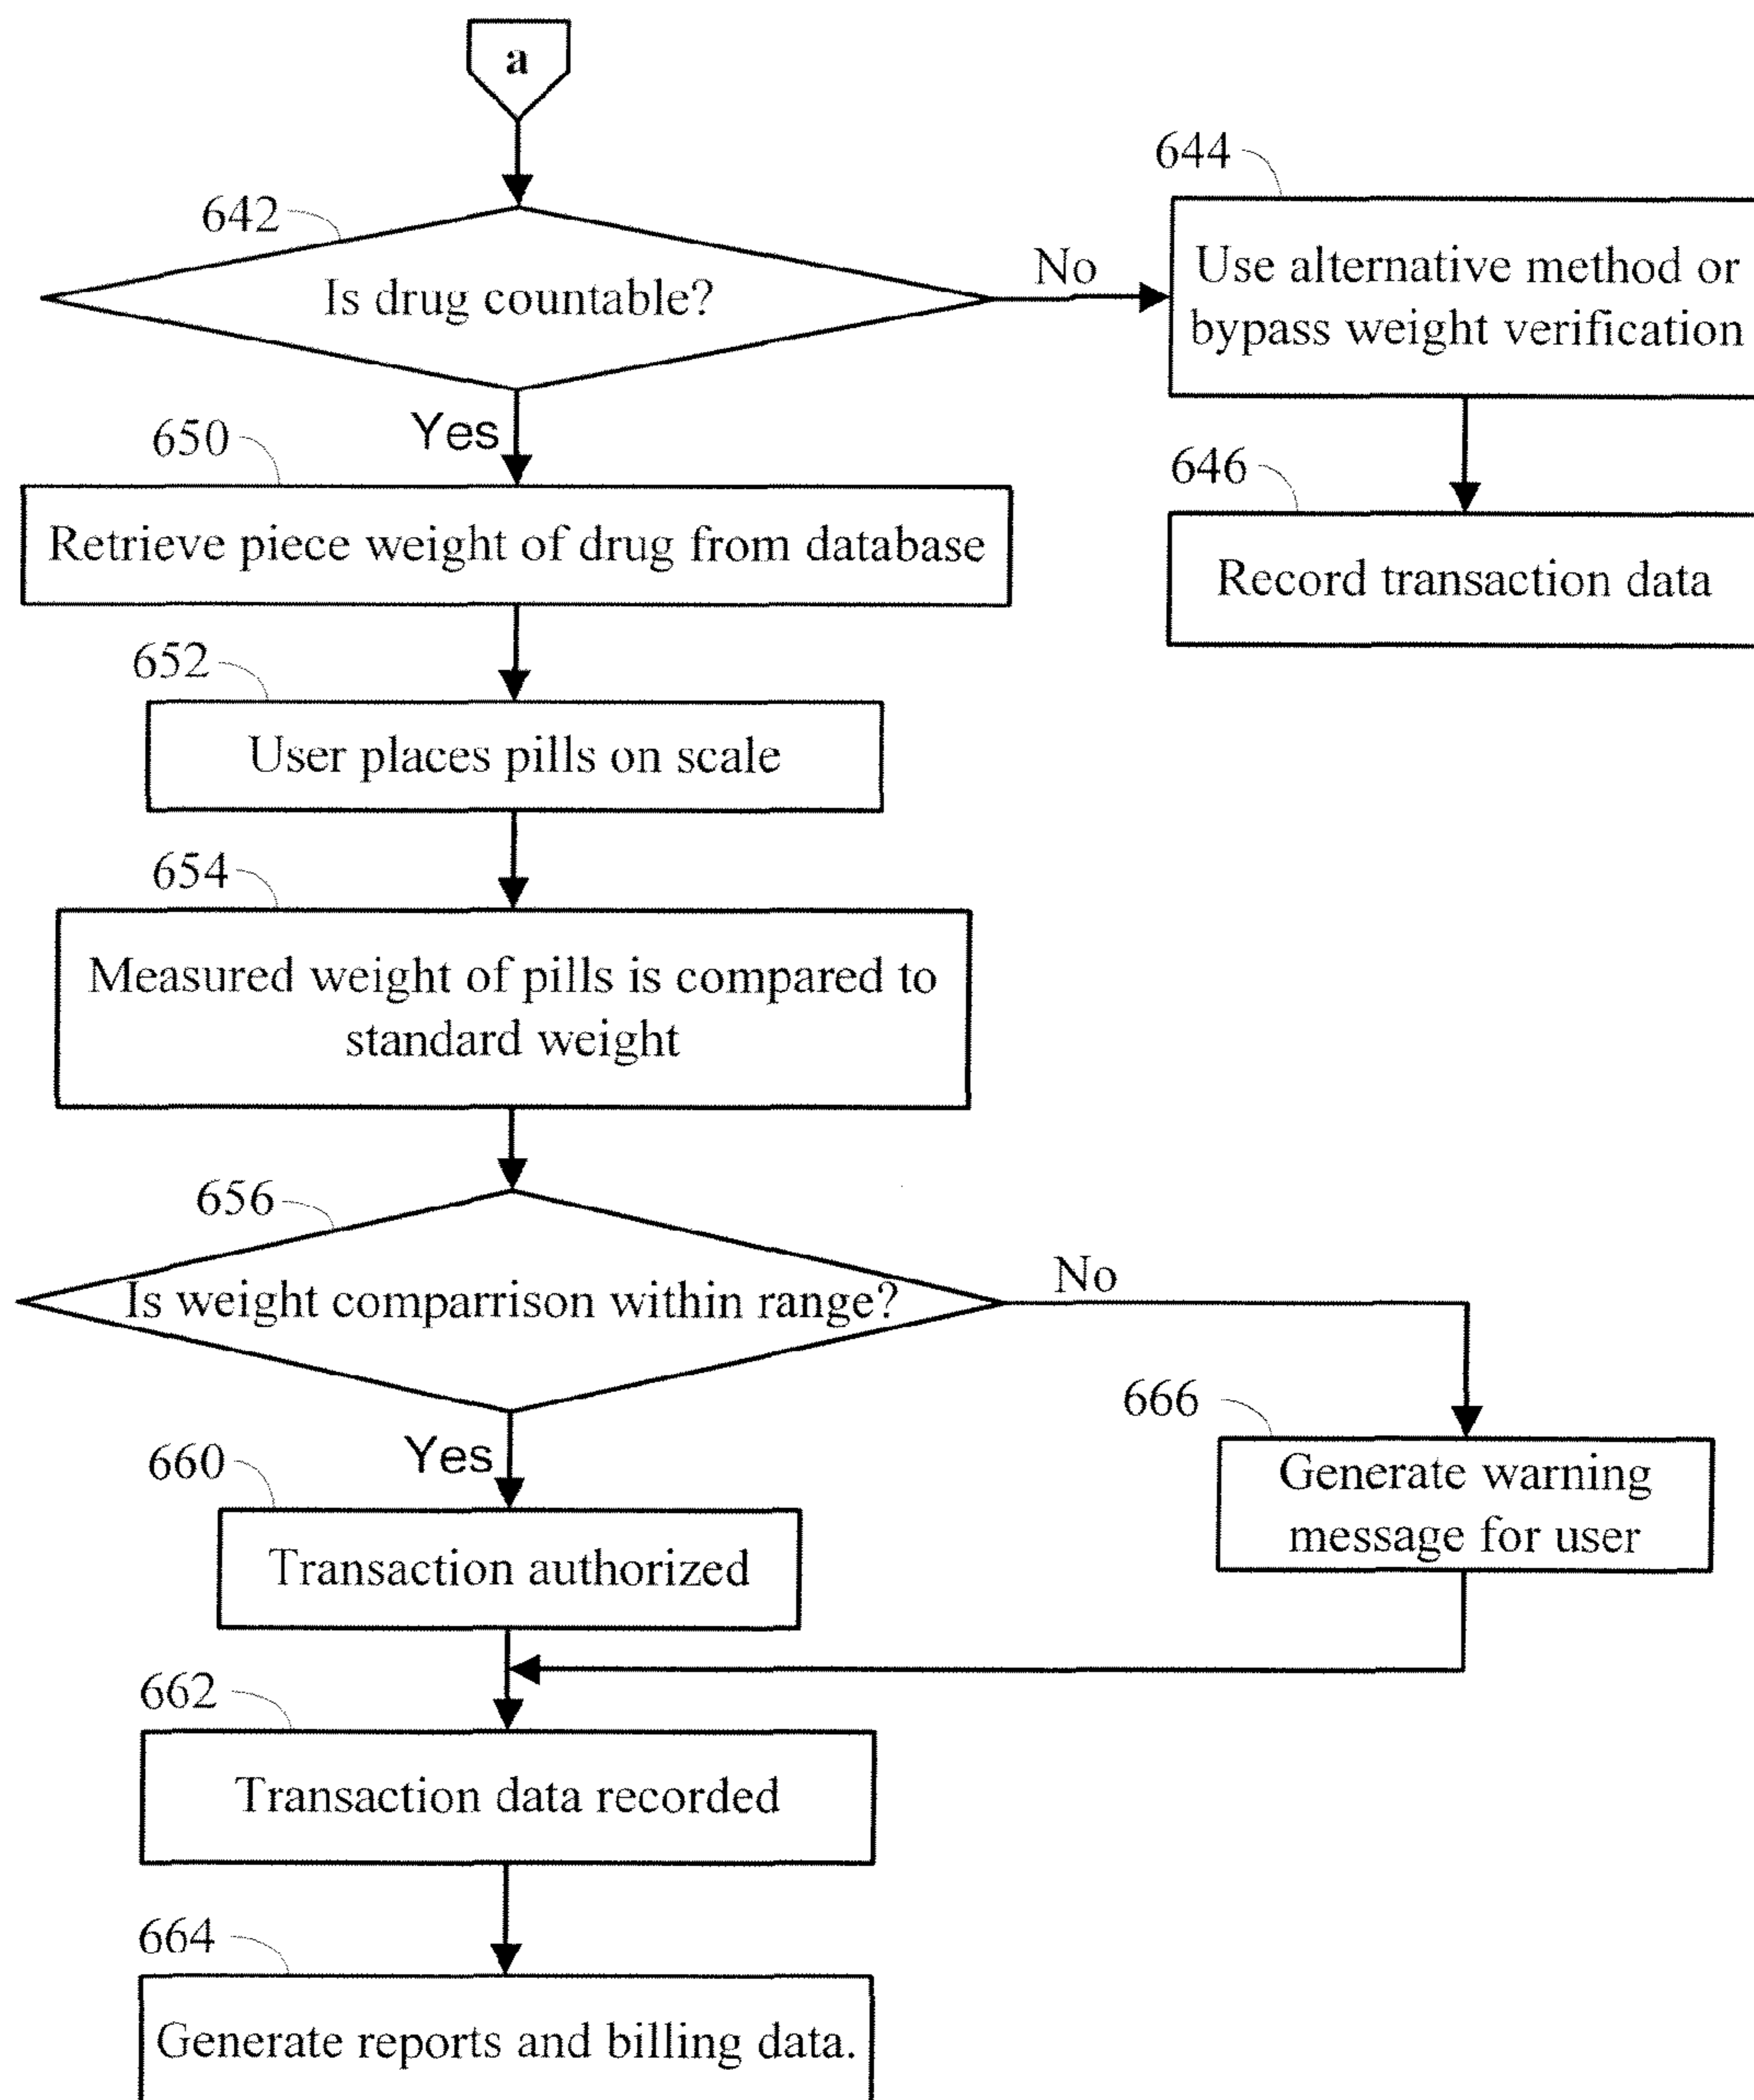 a
644
642
No
Use alternative method or
bypass weight verification
Is drug countable?
Yes
650
646
Retrieve piece weight of drug from database
Record transaction data
652
User places pills on scale
654
Measured weight of pills is compared to
standard weight
656
No
Is weight comparrison within range?
666
Yes
660
Generate warning
message for user
Transaction authorized
662
Transaction data recorded
664
Generate reports and billing data.